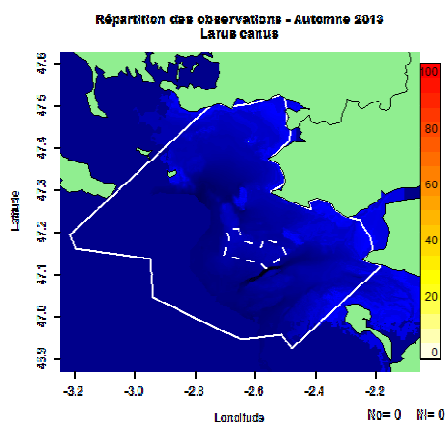 Répartition des observations - Automne 2013
Larus canus
47.6
47.5
47.4
47.3
47.2
47.1
47.0
46.9
Latitude
100
80
60
40
20
0
-3.2 -3.0 -2.8 -2.6 -2.4 -2.2
Longitude
No= 0 Ni= 0